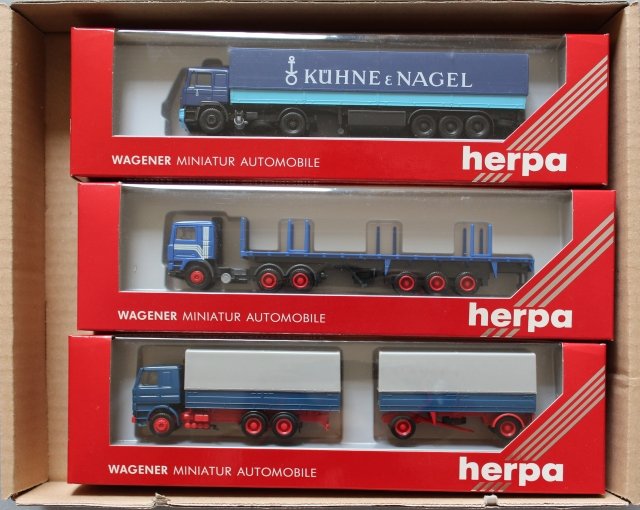 KÜHNE & NAGEL
WAGENER MINIATUR AUTOMOBILE
herpa
WAGENER MINIATUR AUTOMOBILE
herpa
WAGENER MINIATUR AUTOMOBILE
herpa